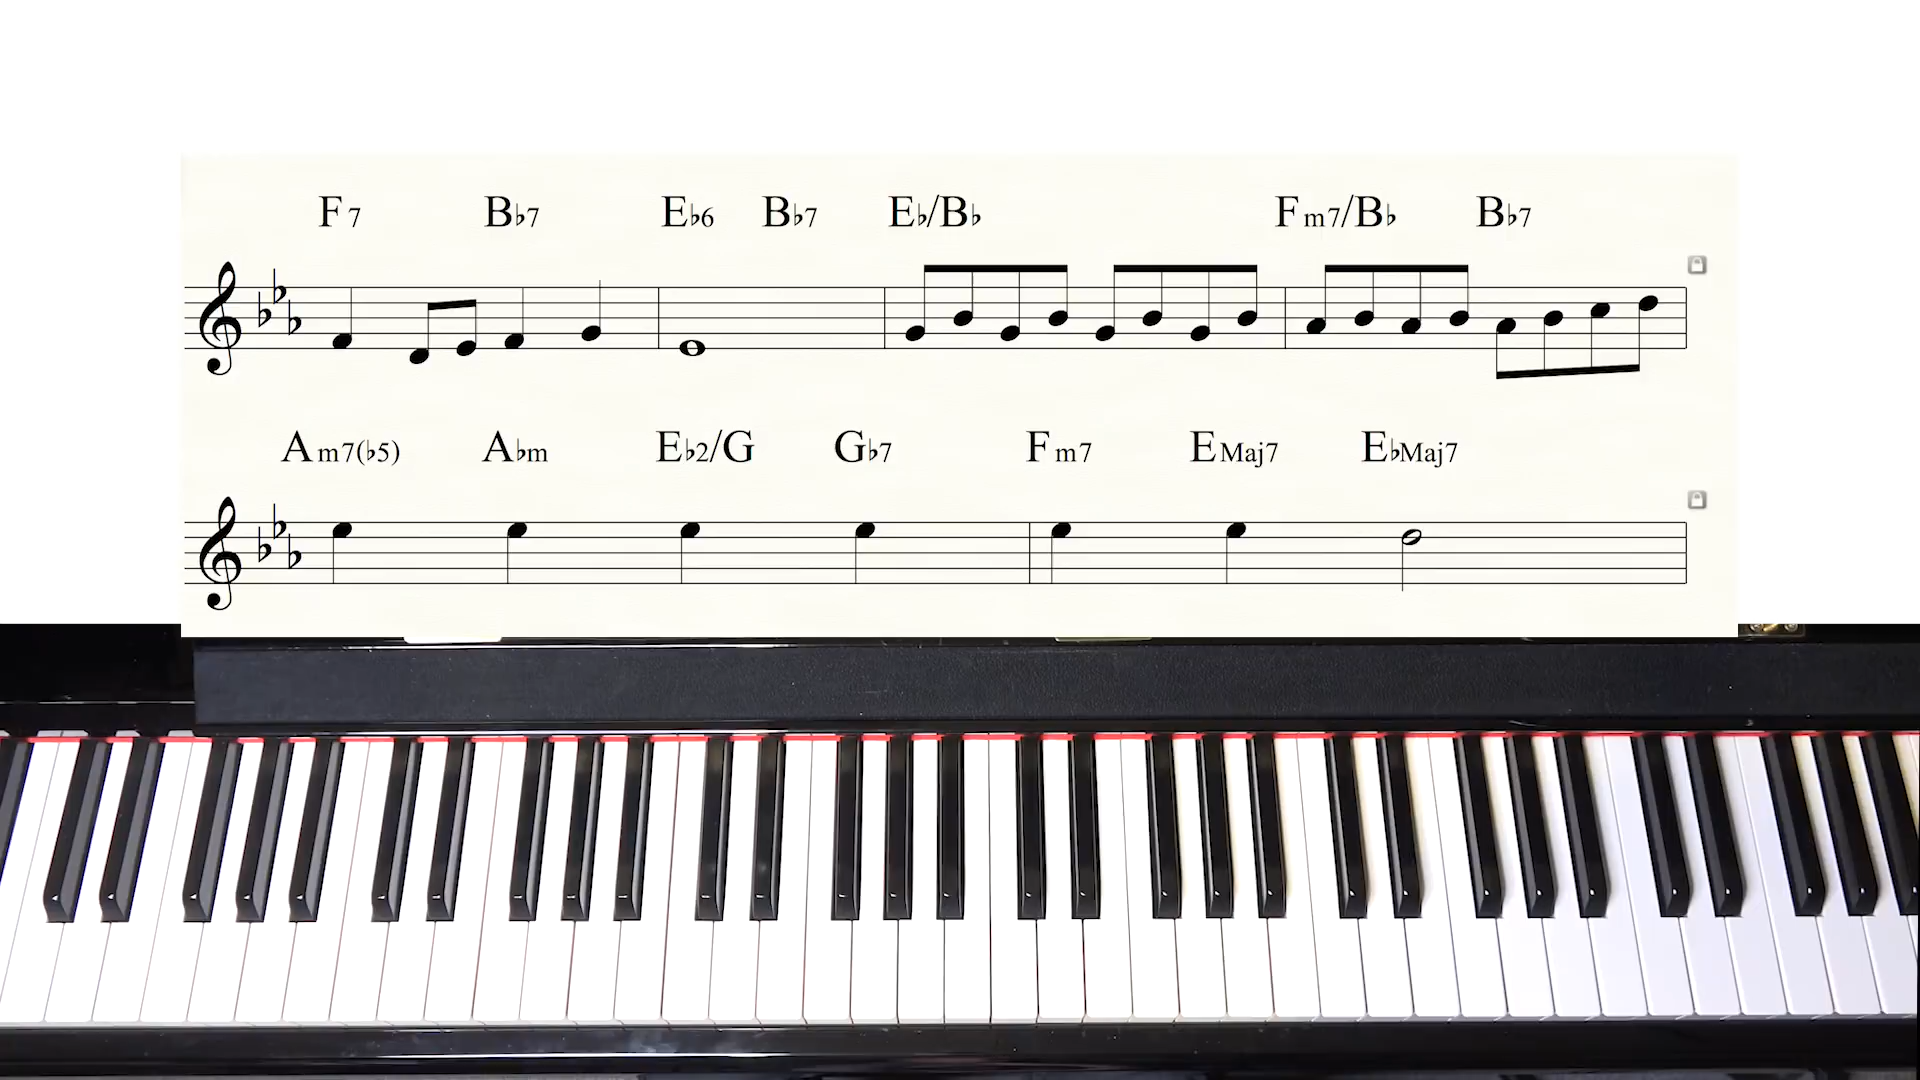 F7 B♭7 E♭6 B♭7 E♭/B♭ Fm7/B♭ B♭7
Am7(♭5) A♭m E♭2/G G♭7 Fm7 EMaj7 E♭Maj7